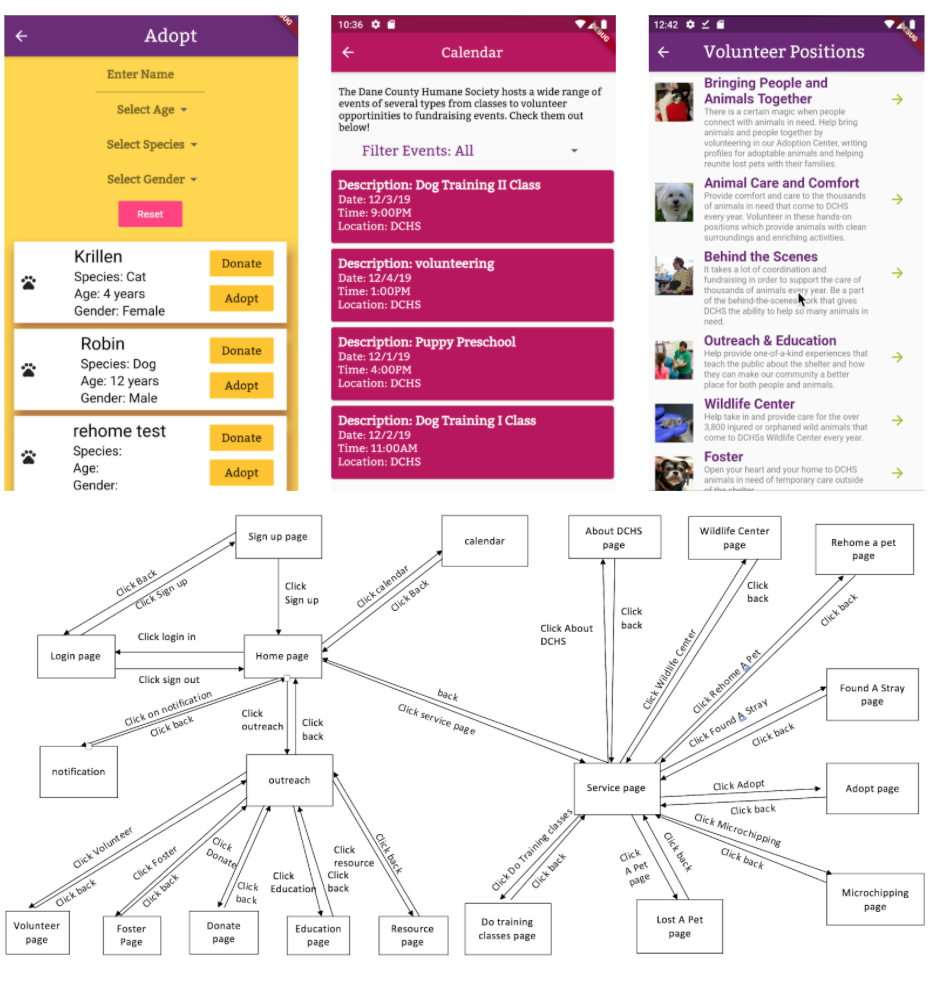 Adopt
Enter Name
Select Age
Select Species
Select Gender
Reset
Krillen
Species: Cat
Age: 4 years
Gender: Female
Donate
Adopt
Robin
Species: Dog
Age: 12 years
Gender: Male
Donate
Adopt
rehome test
Species:
Age:
Gender:
Donate
Adopt
10:36
DEBUG
Calendar
The Dane County Humane Society hosts a wide range of
events of several types from classes to volunteer
opportinities to fundraising events. Check them out
below!
Filter Events: All
Description: Dog Training II Class
Date: 12/3/19
Time: 9:00PM
Location: DCHS
Description: volunteering
Date: 12/4/19
Time: 1:00PM
Location: DCHS
Description: Puppy Preschool
Date: 12/1/19
Time: 4:00PM
Location: DCHS
Description: Dog Training I Class
Date: 12/2/19
Time: 11:00AM
Location: DCHS
12:42
DEBUG
Volunteer Positions
Bringing People and
Animals Together
There is a certain magic when people
connect with animals in need. Help bring
animals and people together by
volunteering in our Adoption Center, writing
profiles for adoptable animals and helping
reunite lost pets with their families.
Animal Care and Comfort
Provide comfort and care to the thousands
of animals in need that come to DCHS
every year. Volunteer in these hands-on
positions which provide animals with clean
surroundings and enriching activities.
Behind the Scenes
It takes a lot of coordination and
fundraising in order to support the care of
thousands of animals every year. Be a part
of the behind-the-scenes work that gives
DCHS the ability to help so many animals in
need.
Outreach & Education
Help provide one-of-a-kind experiences that
teach the public about the shelter and how
they can make our community a better
place for both people and animals.
Wildlife Center
Help take in and provide care for the over
3,800 injured or orphaned wild animals that
come to DCHSs Wildlife Center every year.
Foster
Open your heart and your home to DCHS
animals in need of temporary care outside
of the shelter
Sign up page
Click Back
Click Sign up
Click
Sign up
Login page
Click login in
Click sign out
Home page
Click calendar
Click Back
calendar
Click on notification
Click back
notification
Click
outreach
Click
back
back
Click service page
outreach
Click Volunteer
Click back
Click Foster
Click back
Click
Donate
Click
back
Click
Education
Click
resource
Click
back
Click back
Volunteer
page
Foster
Page
Donate
page
Education
page
Resource
page
About DCHS
page
Wildlife Center
page
Rehome a pet
page
Click About
DCHS
Click
back
Click Wildlife Center
Click
back
Click Rehome A Pet
Click back
Click Found A Stray
Click back
Found A Stray
page
Service page
Click Adopt
Click back
Adopt page
Click Microchipping
Click back
Microchipping
page
Click Do Training classes
Click back
Click
A Pet
page
Click back
Do training
classes page
Lost A Pet
page